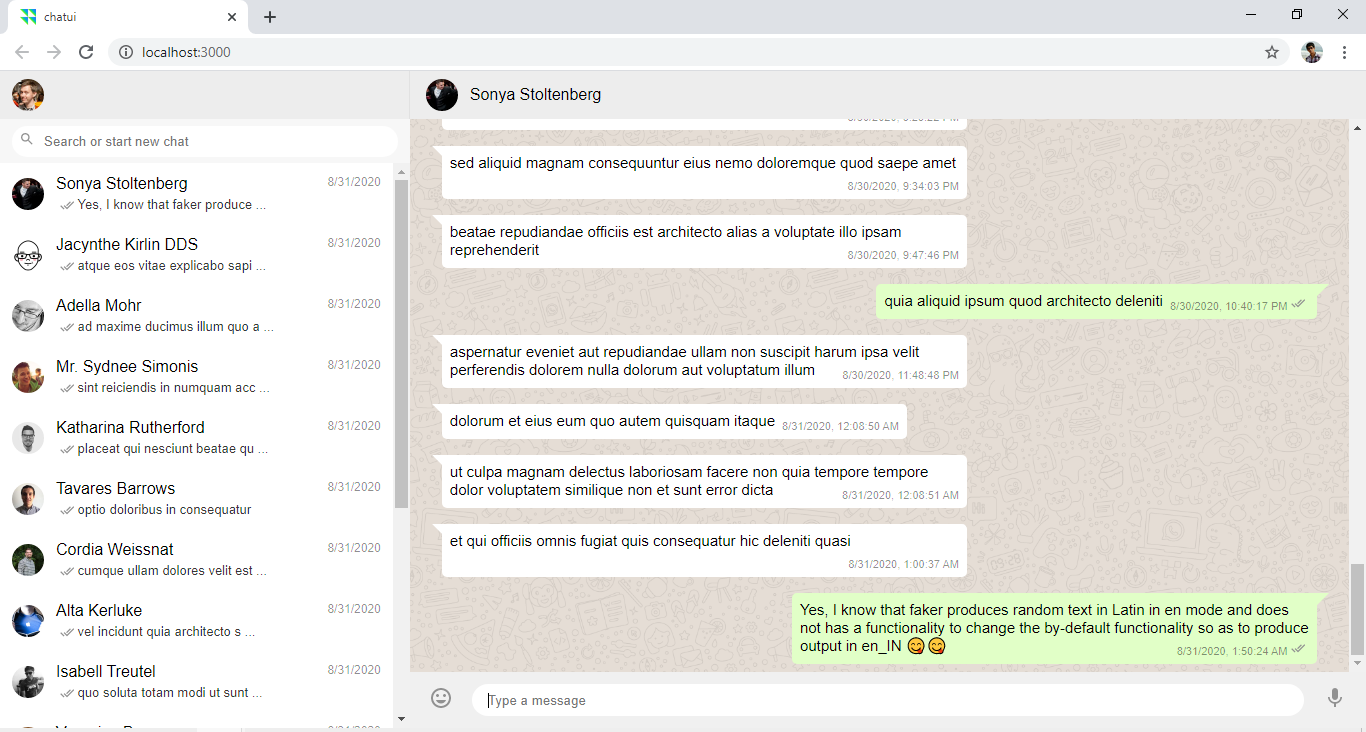 chatui
localhost:3000
Sonya Stoltenberg
Search or start new chat
Sonya Stoltenberg 8/31/2020
Yes, I know that faker produce ...
Jacynthe Kirlin DDS 8/31/2020
atque eos vitae explicabo sapi ...
Adella Mohr 8/31/2020
ad maxime ducimus illum quo a ...
Mr. Sydnee Simonis 8/31/2020
sint reiciendis in numquam acc ...
Katharina Rutherford 8/31/2020
placeat qui nesciunt beatae qu ...
Tavares Barrows 8/31/2020
optio doloribus in consequatur
Cordia Weissnat 8/31/2020
cumque ullam dolores velit est ...
Alta Kerluke 8/31/2020
vel incidunt quia architecto s ...
Isabell Treutel 8/31/2020
quo soluta totam modi ut sunt ...
sed aliquid magnam consequuntur eius nemo doloremque quod saepe amet
8/30/2020, 9:34:03 PM
beatae repudiandae officiis est architecto alias a voluptate illo ipsam
reprehenderit 8/30/2020, 9:47:46 PM
quia aliquid ipsum quod architecto deleniti 8/30/2020, 10:40:17 PM
aspernatur eveniet aut repudiandae ullam non suscipit harum ipsa velit
perferendis dolorem nulla dolorum aut voluptatum illum 8/30/2020, 11:48:48 PM
dolorum et eius eum quo autem quisquam itaque 8/31/2020, 12:08:50 AM
ut culpa magnam delectus laboriosam facere non quia tempore tempore
dolor voluptatem similique non et sunt error dicta 8/31/2020, 12:08:51 AM
et qui officiis omnis fugiat quis consequatur hic deleniti quasi
8/31/2020, 1:00:37 AM
Yes, I know that faker produces random text in Latin in en mode and does
not has a functionality to change the by-default functionality so as to produce
output in en_IN 😋😋 8/31/2020, 1:50:24 AM
Type a message